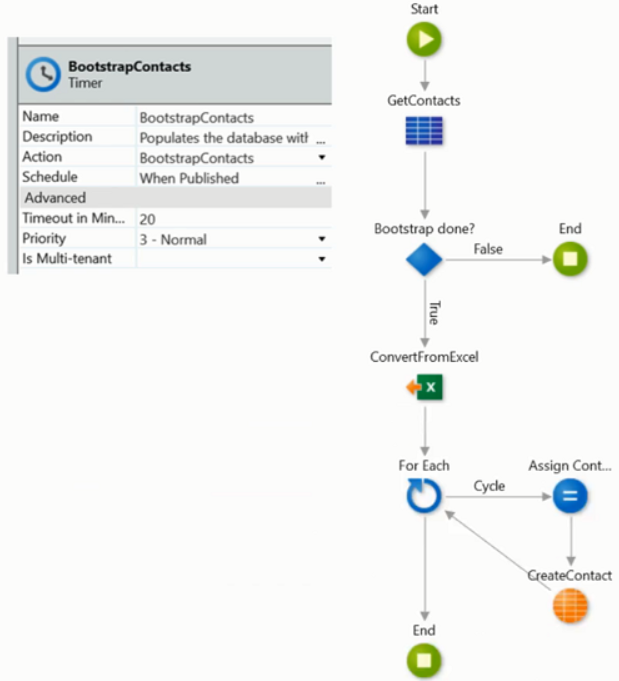 BootstrapContacts
Timer
Name BootstrapContacts
Description Populates the database with ...
Action BootstrapContacts
Schedule When Published ...
Advanced
Timeout in Min... 20
Priority 3 - Normal
Is Multi-tenant
Start
GetContacts
Bootstrap done?
False
End
True
ConvertFromExcel
X
For Each
Cycle
Assign Cont...
CreateContact
End